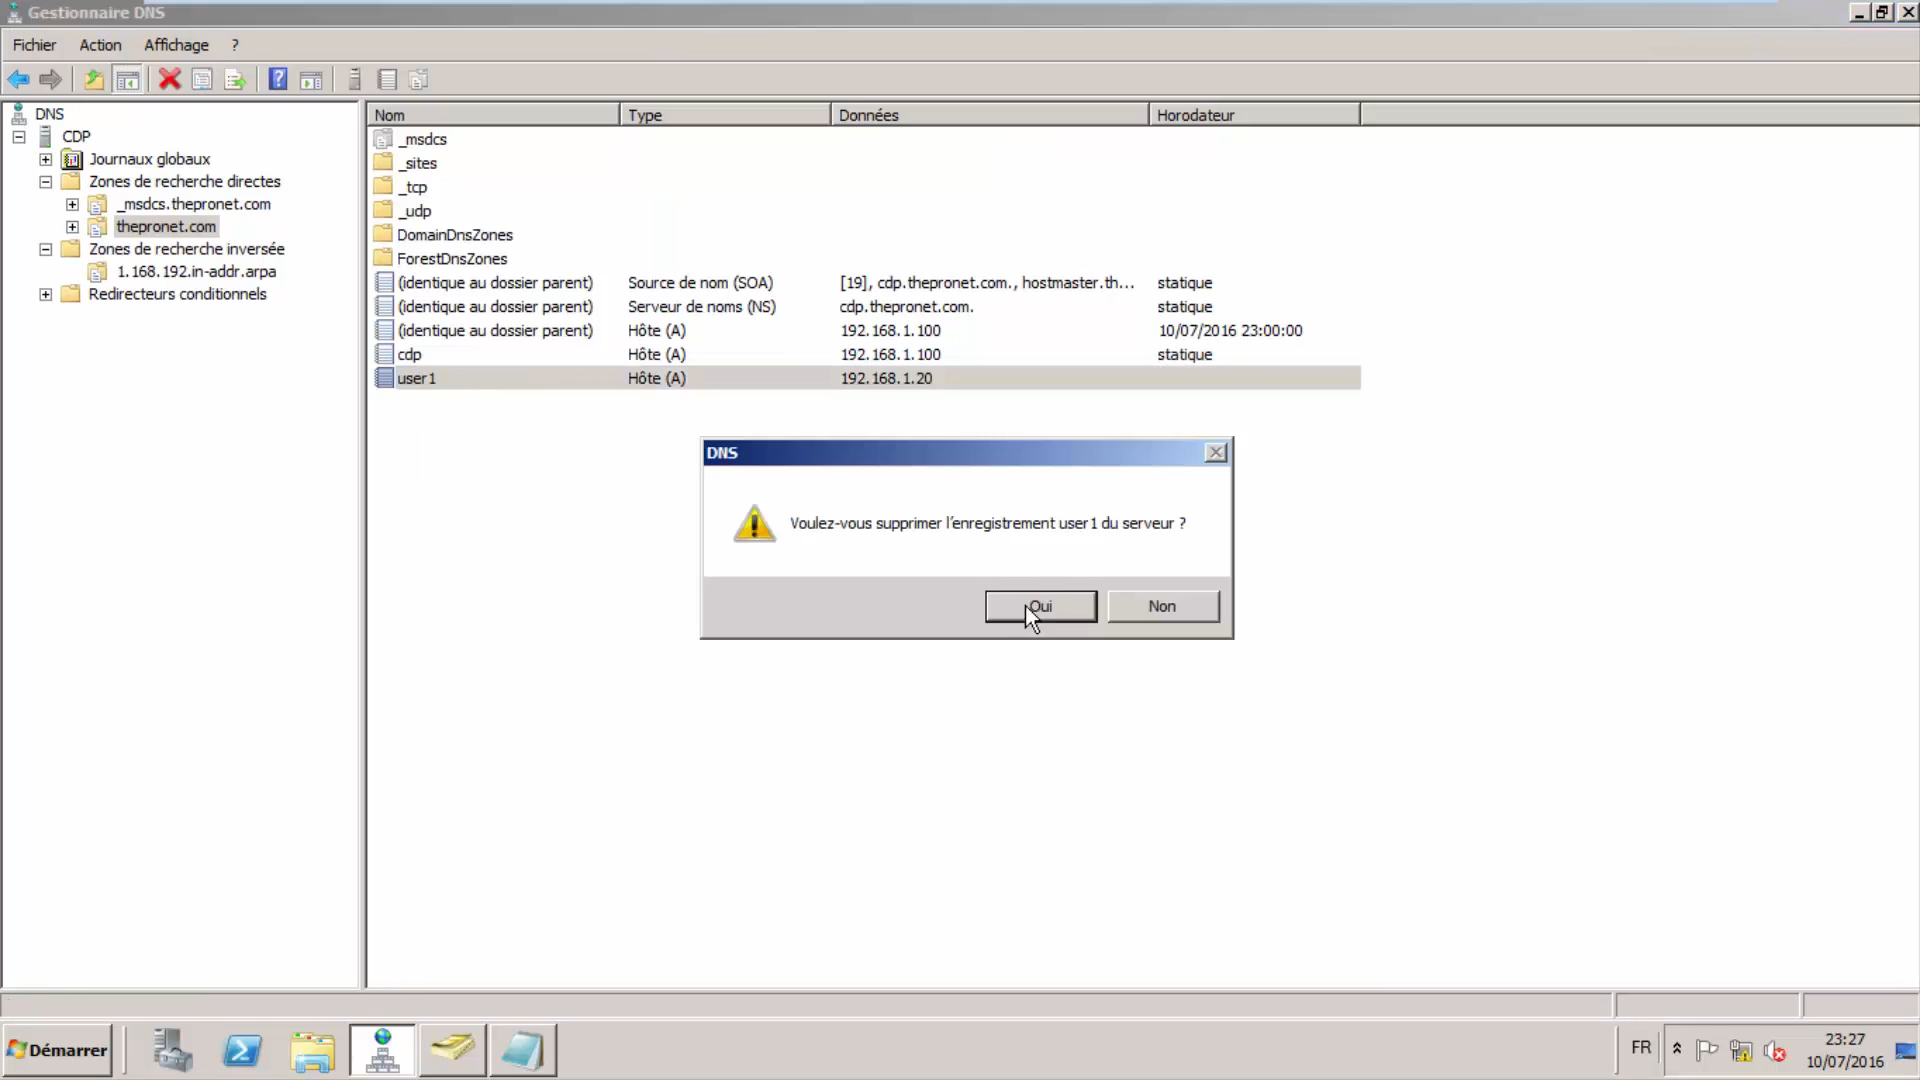 Gestionnaire DNS
Fichier Action Affichage ?
DNS
CDP
Journaux globaux
Zones de recherche directes
_msdcs.thepronet.com
thepronet.com
Zones de recherche inversée
1.168.192.in-addr.arpa
Redirecteurs conditionnels
Nom Type Données Horodateur
_msdcs
_sites
_tcp
_udp
DomainDnsZones
ForestDnsZones
(identique au dossier parent) Source de nom (SOA) [19], cdp.thepronet.com., hostmaster.th... statique
(identique au dossier parent) Serveur de noms (NS) cdp.thepronet.com. statique
(identique au dossier parent) Hôte (A) 192.168.1.100 10/07/2016 23:00:00
cdp Hôte (A) 192.168.1.100 statique
user1 Hôte (A) 192.168.1.20
DNS
Voulez-vous supprimer l'enregistrement user1 du serveur ?
Oui Non
Démarrer
FR
23:27
10/07/2016